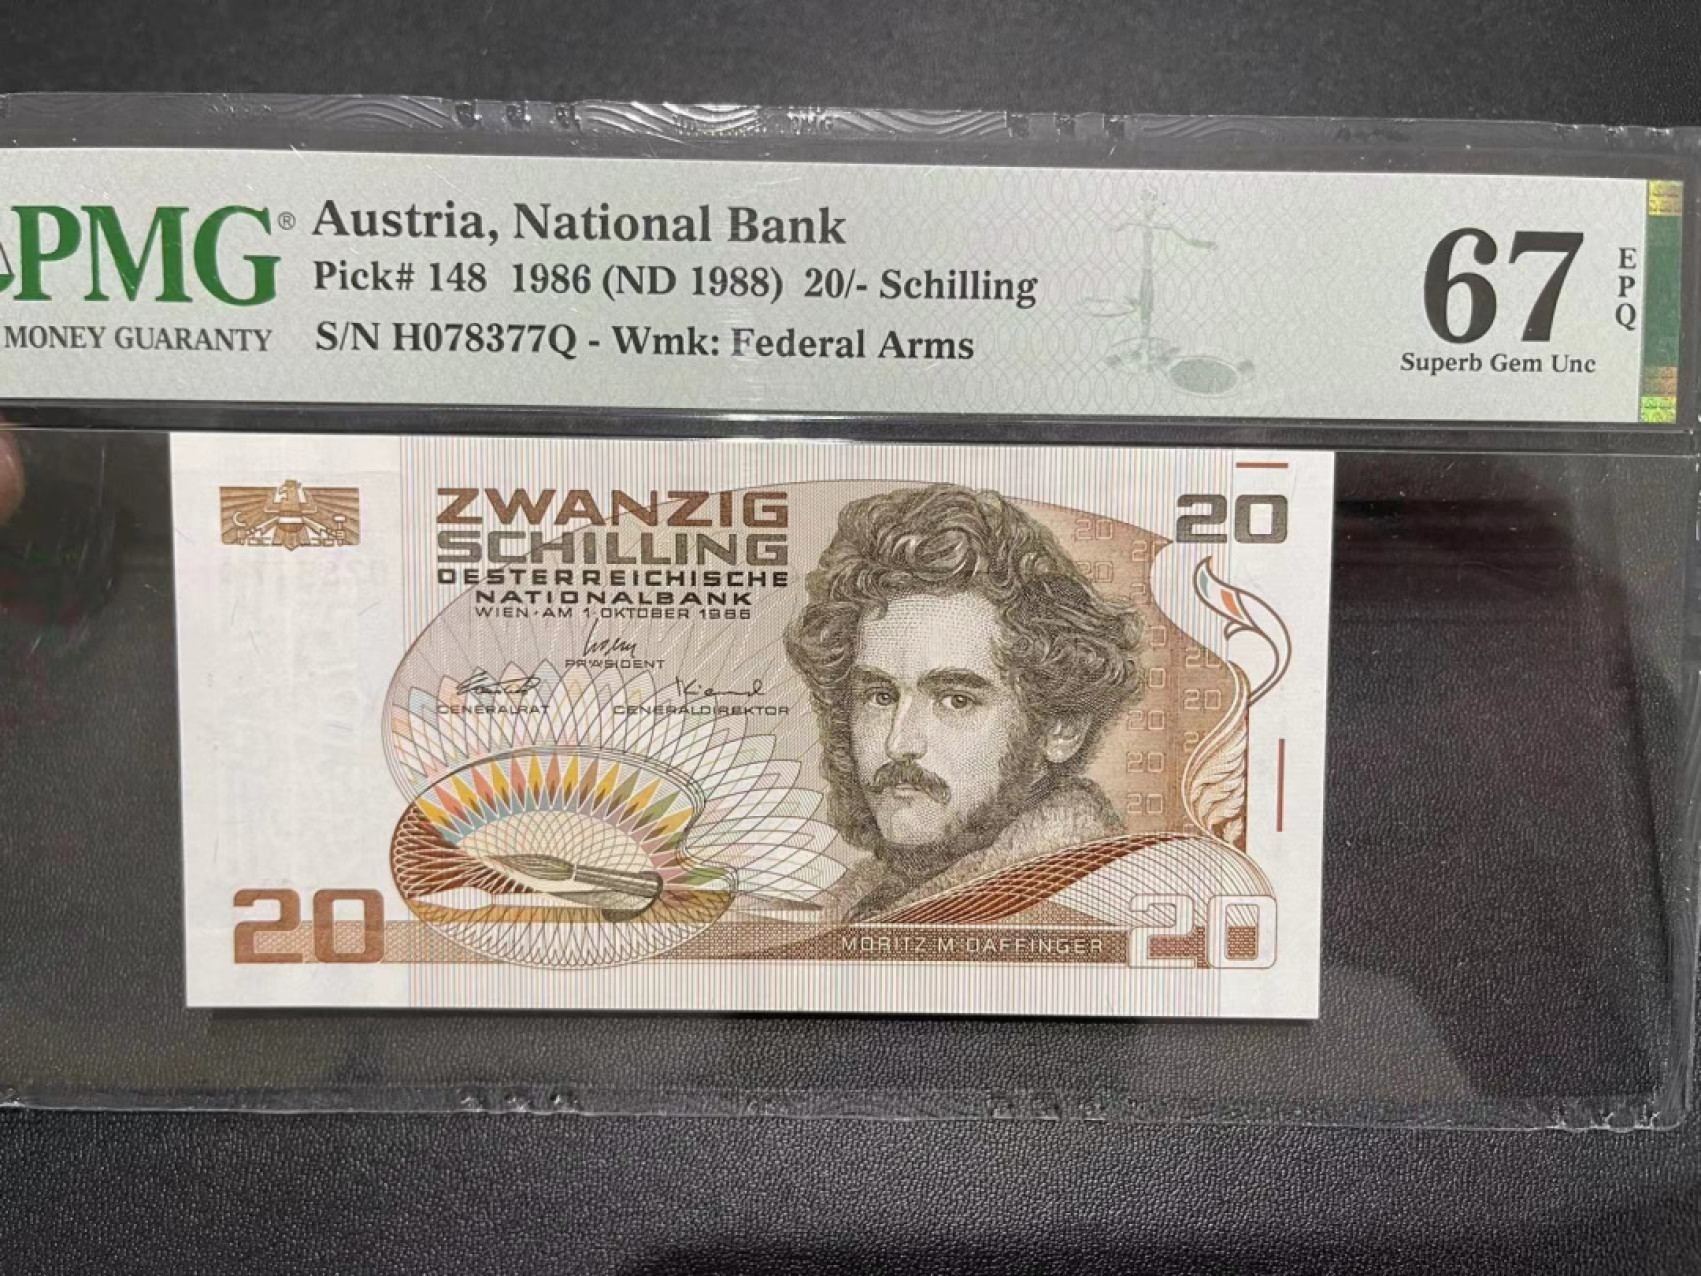 PMG®
MONEY GUARANTY
Austria, National Bank
Pick# 148 1986 (ND 1988) 20/- Schilling
S/N H078377Q - Wmk: Federal Arms
67
EPQ
Superb Gem Unc
ZWANZIG
SCHILLING
OESTERREICHISCHE
NATIONALBANK
WIEN·AM 1·OKTOBER 1986
PRÄSIDENT
GENERALRAT
GENERALDIREKTOR
20
20
MORITZ M DAFFINGER
20